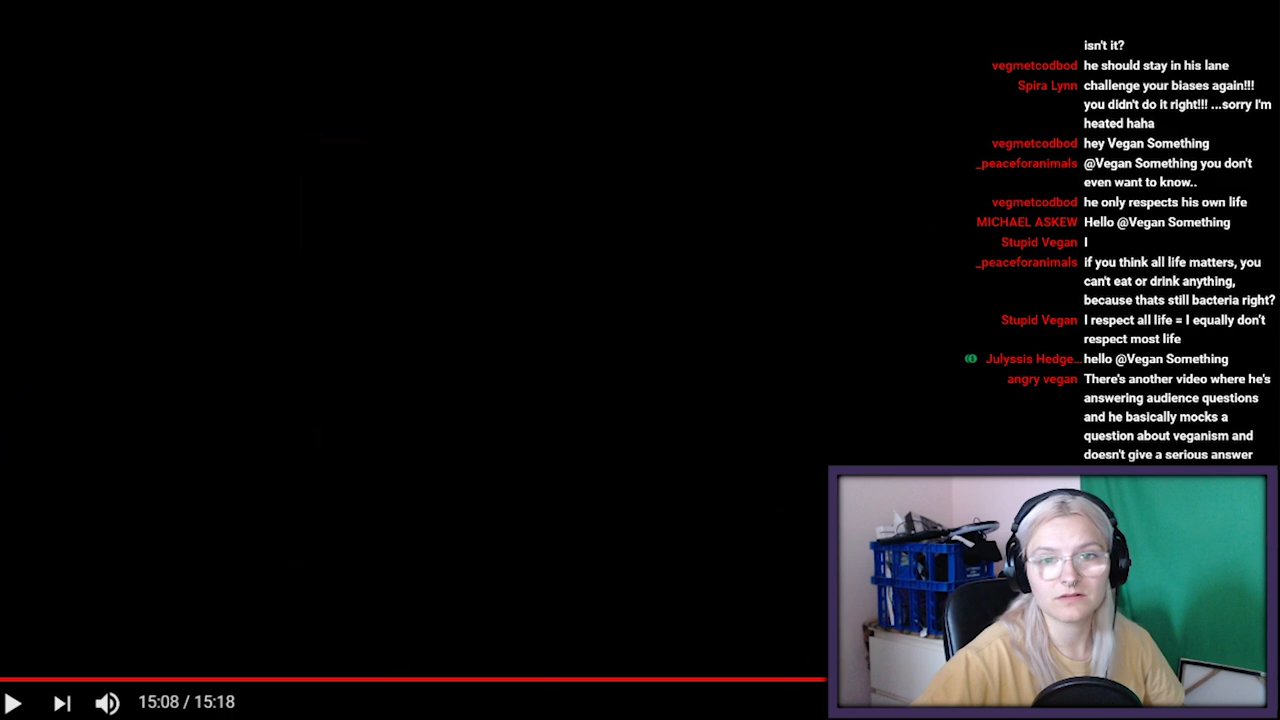 isn't it?
vegmetcodbod he should stay in his lane
Spira Lynn challenge your biases again!!!
you didn't do it right!!! ...sorry I'm
heated haha
vegmetcodbod hey Vegan Something
_peaceforanimals @Vegan Something you don't
even want to know..
vegmetcodbod he only respects his own life
MICHAEL ASKEW Hello @Vegan Something
Stupid Vegan I
_peaceforanimals if you think all life matters, you
can't eat or drink anything,
because thats still bacteria right?
Stupid Vegan I respect all life = I equally don't
respect most life
Julyssis Hedge... hello @Vegan Something
angry vegan There's another video where he's
answering audience questions
and he basically mocks a
question about veganism and
doesn't give a serious answer
15:08 / 15:18